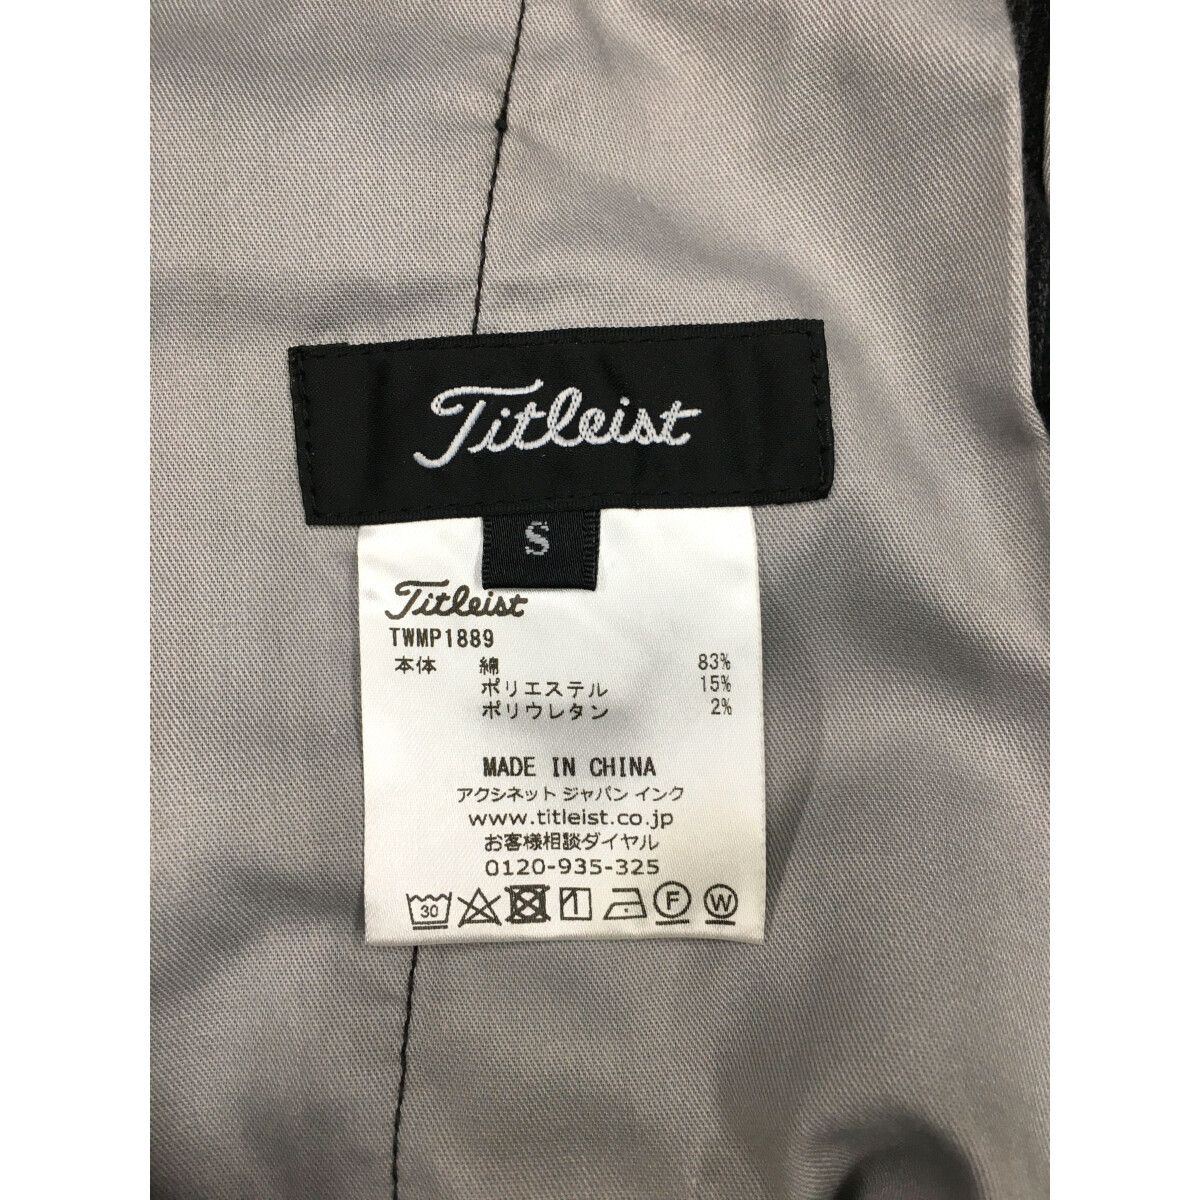 Titleist
S
Titleist
TWMP1889
本体 綿 83%
ポリエステル 15%
ポリウレタン 2%
MADE IN CHINA
アクシネット ジャパン インク
www.titleist.co.jp
お客様相談ダイヤル
0120-935-325
30 F W